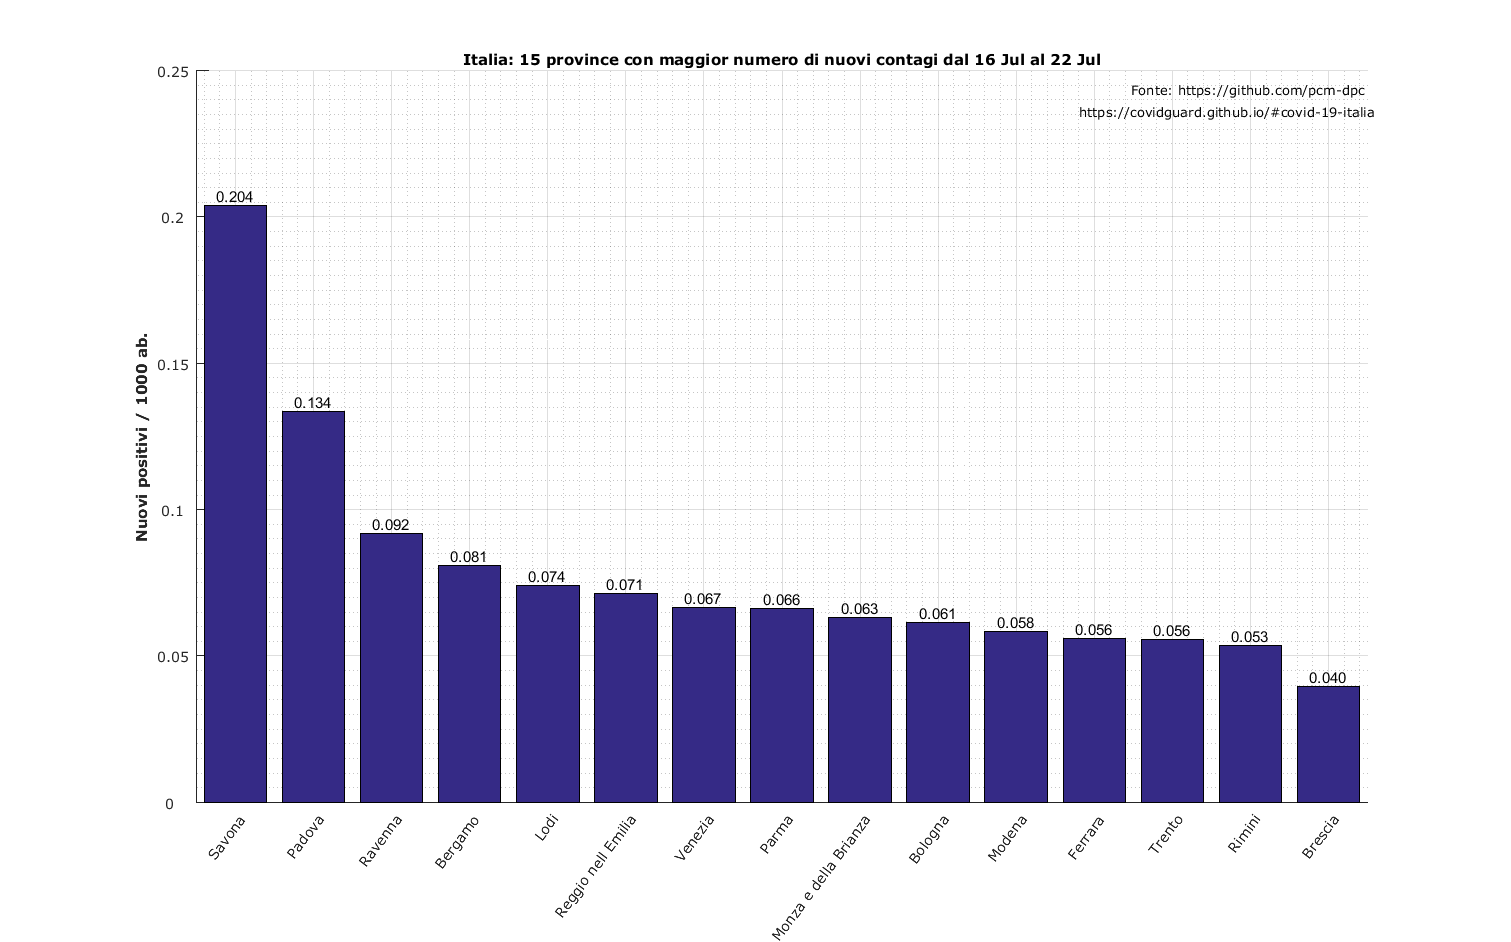 Italia: 15 province con maggior numero di nuovi contagi dal 16 Jul al 22 Jul
Fonte: https://github.com/pcm-dpc
https://covidguard.github.io/#covid-19-italia
Nuovi positivi / 1000 ab.
0.25
0.2
0.15
0.1
0.05
0
0.204
0.134
0.092
0.081
0.074
0.071
0.067
0.066
0.063
0.061
0.058
0.056
0.056
0.053
0.040
Savona
Padova
Ravenna
Bergamo
Lodi
Reggio nell Emilia
Venezia
Parma
Monza e della Brianza
Bologna
Modena
Ferrara
Trento
Rimini
Brescia